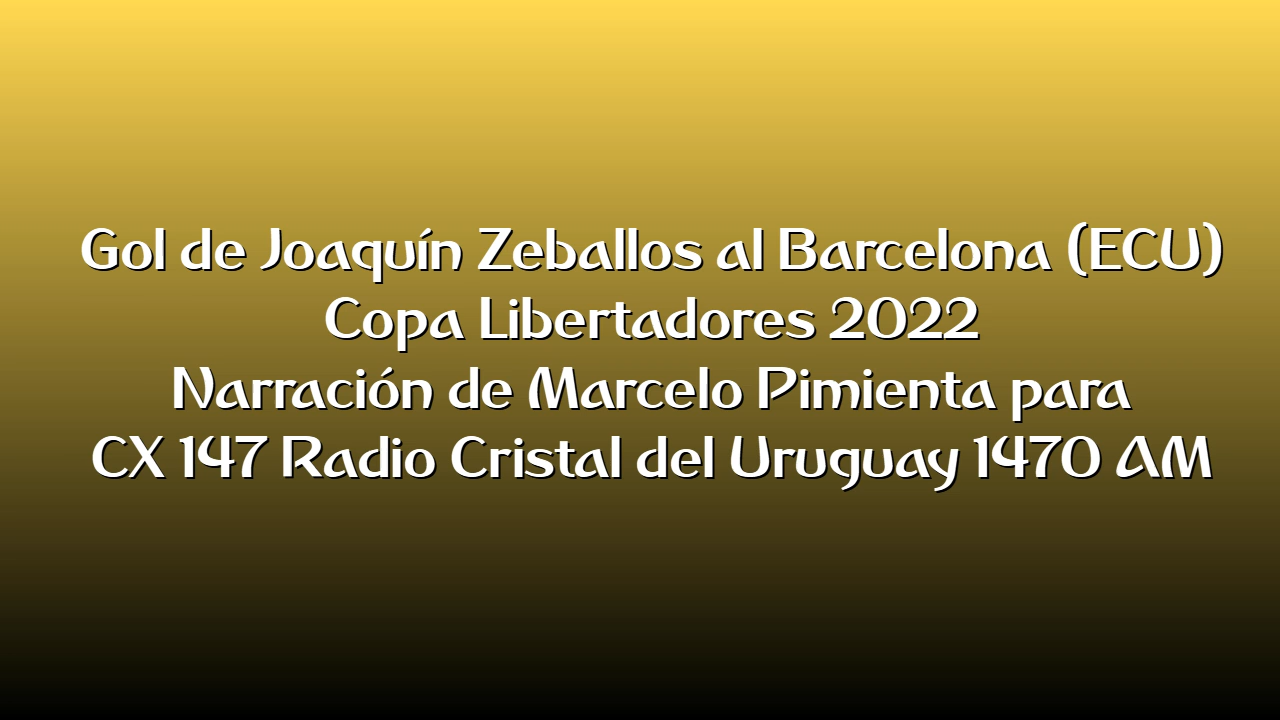 Gol de Joaquín Zeballos al Barcelona (ECU)
Copa Libertadores 2022
Narración de Marcelo Pimienta para
CX 147 Radio Cristal del Uruguay 1470 AM